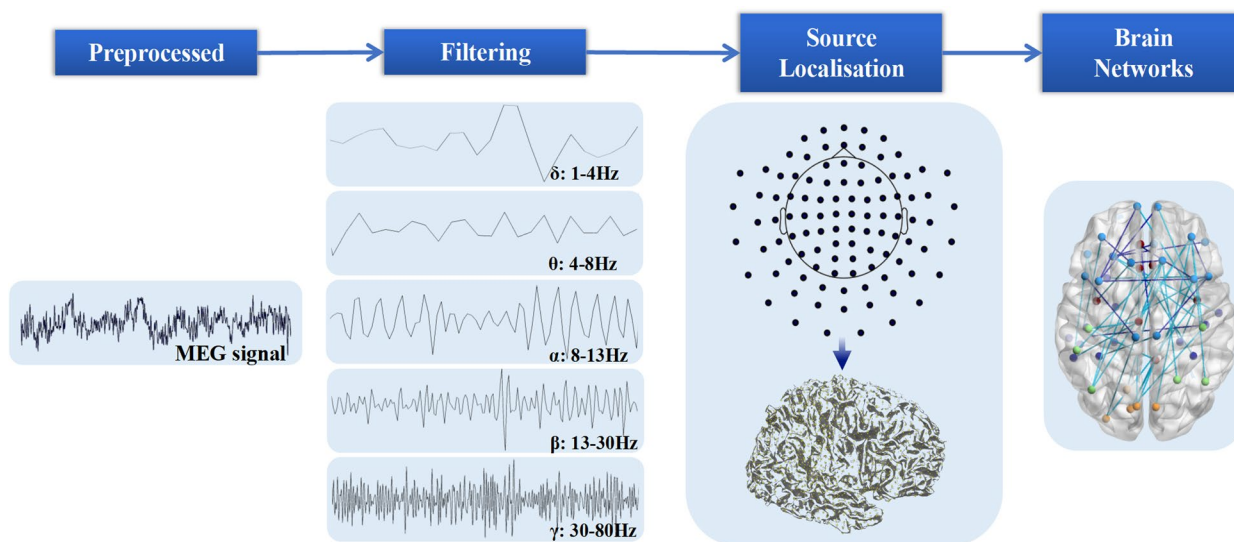 Preprocessed
Filtering
Source
Localisation
Brain
Networks
MEG signal
δ: 1-4Hz
θ: 4-8Hz
α: 8-13Hz
β: 13-30Hz
γ: 30-80Hz